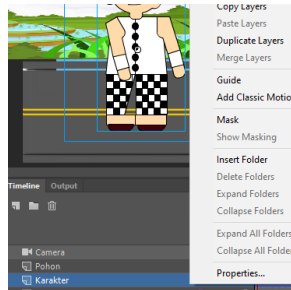 Copy Layers
Paste Layers
Duplicate Layers
Merge Layers
Guide
Add Classic Motio
Mask
Show Masking
Insert Folder
Delete Folders
Expand Folders
Collapse Folders
Expand All Folders
Collapse All Folde
Properties...
Timeline Output
Camera
Pohon
Karakter